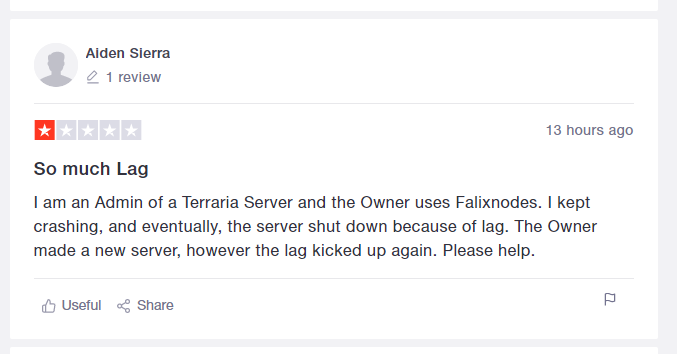 Aiden Sierra
1 review
13 hours ago
So much Lag
I am an Admin of a Terraria Server and the Owner uses Falixnodes. I kept
crashing, and eventually, the server shut down because of lag. The Owner
made a new server, however the lag kicked up again. Please help.
Useful Share